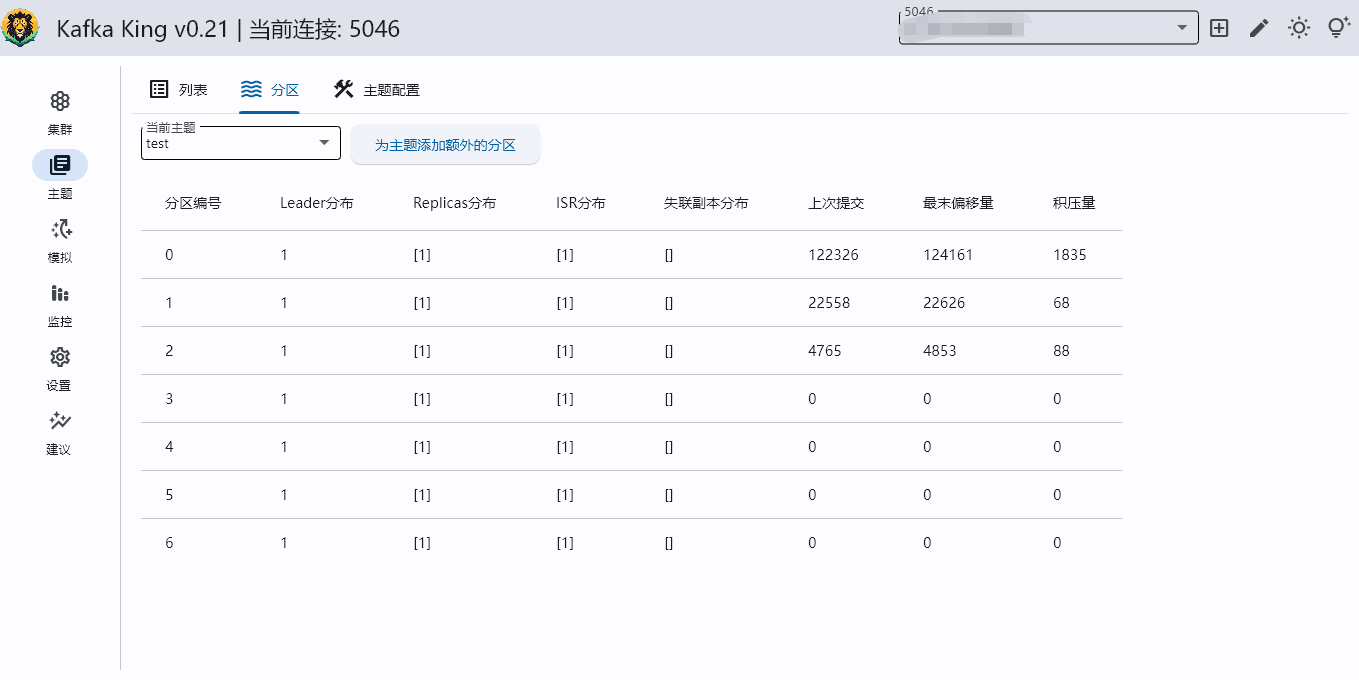 Kafka King v0.21 | 当前连接: 5046
5046
列表
分区
主题配置
集群
主题
模拟
监控
设置
建议
当前主题
test
为主题添加额外的分区
分区编号 Leader分布 Replicas分布 ISR分布 失联副本分布 上次提交 最末偏移量 积压量
0 1 [1] [1] [] 122326 124161 1835
1 1 [1] [1] [] 22558 22626 68
2 1 [1] [1] [] 4765 4853 88
3 1 [1] [1] [] 0 0 0
4 1 [1] [1] [] 0 0 0
5 1 [1] [1] [] 0 0 0
6 1 [1] [1] [] 0 0 0